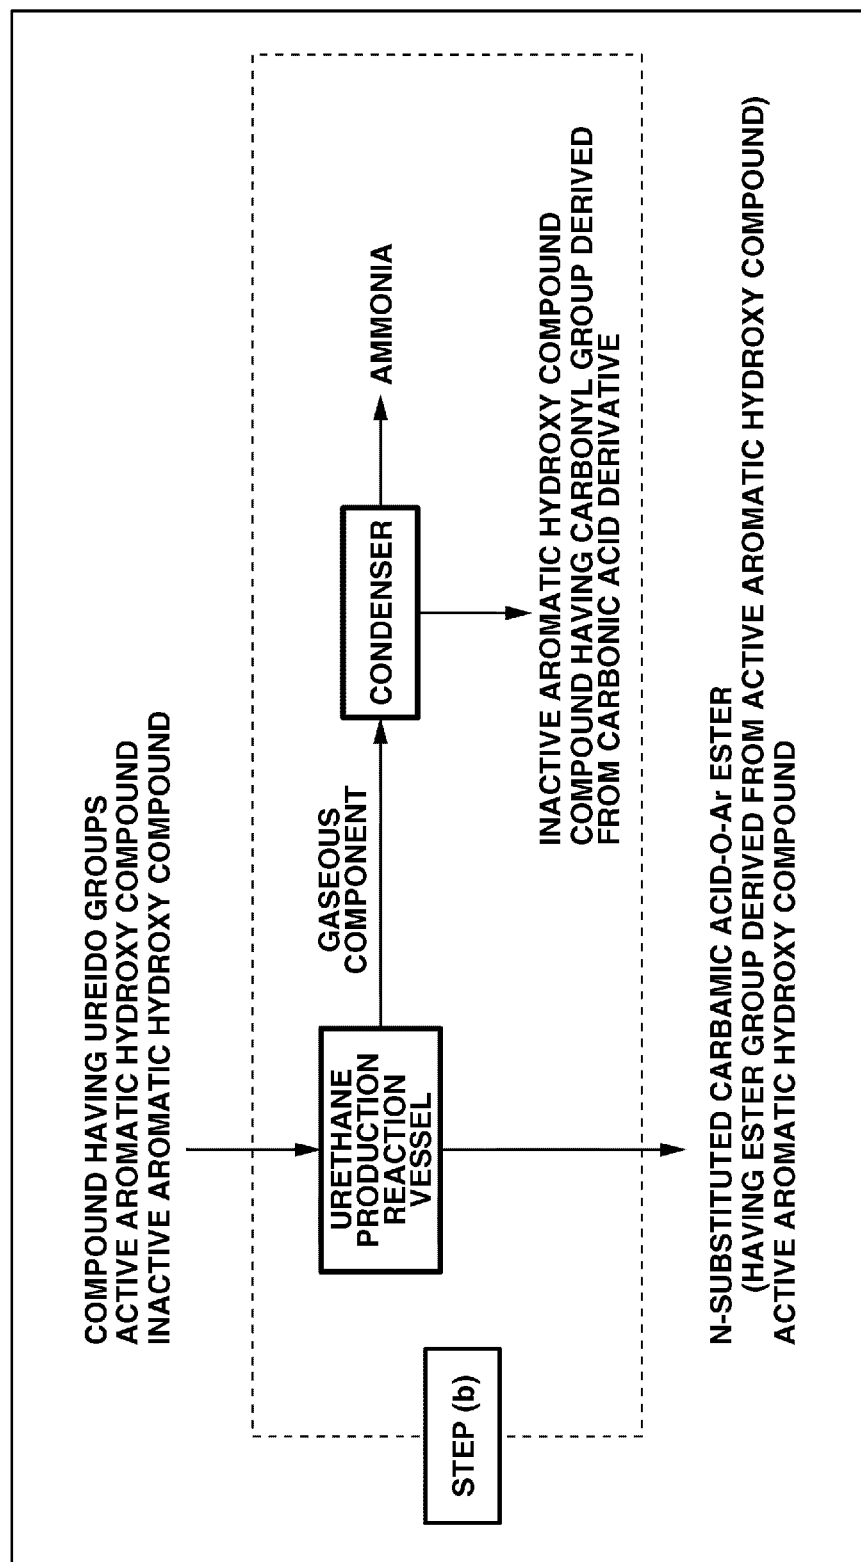 COMPOUND HAVING UREIDO GROUPS
ACTIVE AROMATIC HYDROXY COMPOUND
INACTIVE AROMATIC HYDROXY COMPOUND
STEP (b)
URETHANE
PRODUCTION
REACTION
VESSEL
GASEOUS
COMPONENT
CONDENSER
AMMONIA
INACTIVE AROMATIC HYDROXY COMPOUND
COMPOUND HAVING CARBONYL GROUP DERIVED
FROM CARBONIC ACID DERIVATIVE
N-SUBSTITUTED CARBAMIC ACID-O-Ar ESTER
(HAVING ESTER GROUP DERIVED FROM ACTIVE AROMATIC HYDROXY COMPOUND)
ACTIVE AROMATIC HYDROXY COMPOUND